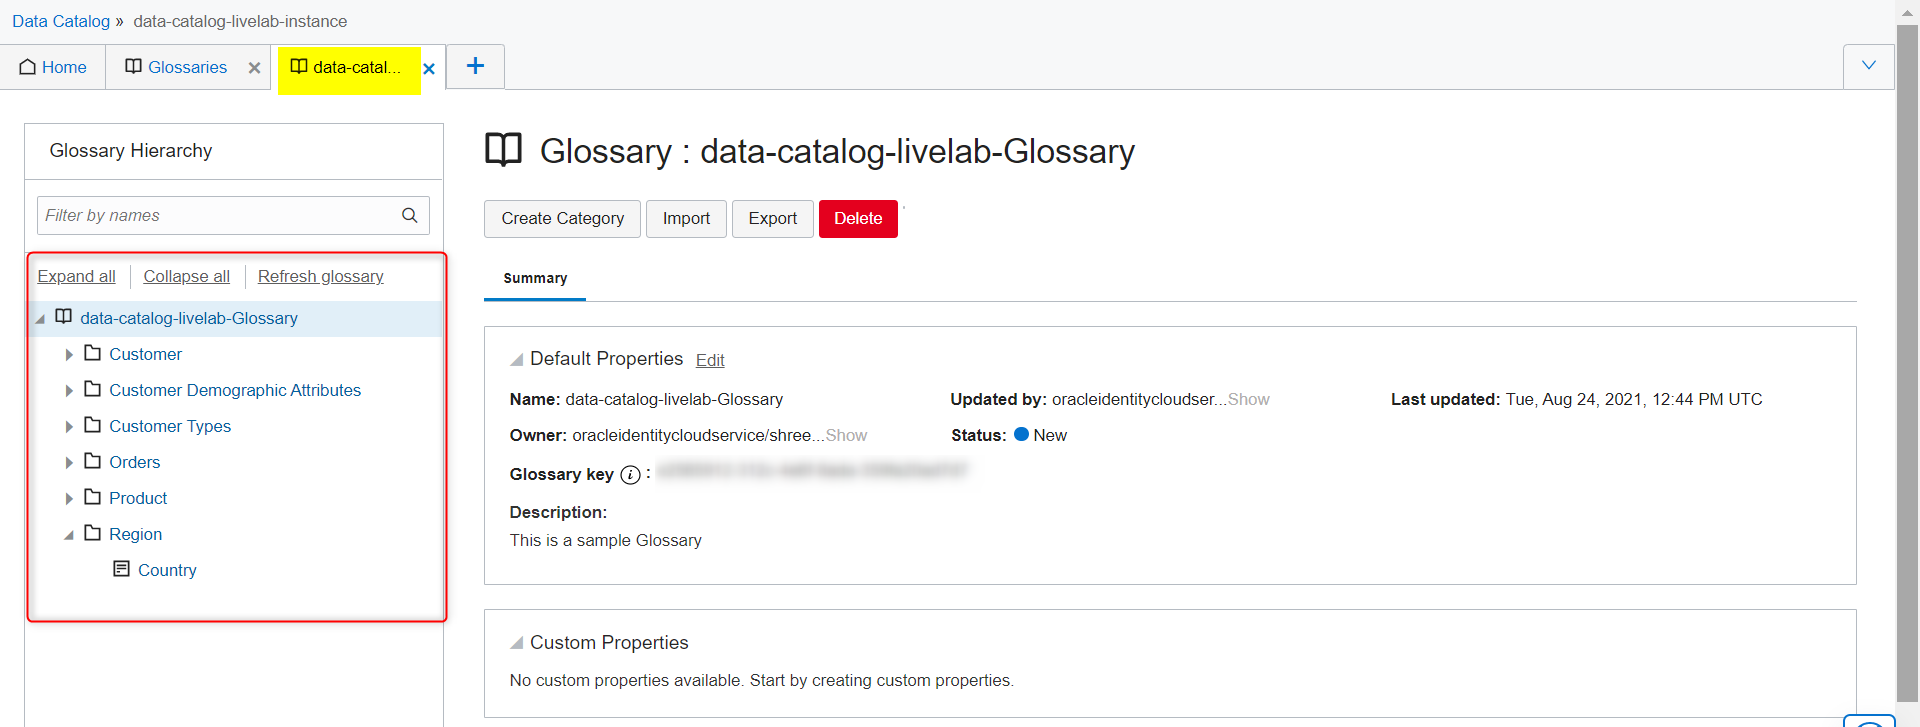 Data Catalog » data-catalog-livelab-instance
Home
Glossaries
data-catal...
Glossary Hierarchy
Filter by names
Expand all
Collapse all
Refresh glossary
data-catalog-livelab-Glossary
Customer
Customer Demographic Attributes
Customer Types
Orders
Product
Region
Country
Glossary : data-catalog-livelab-Glossary
Create Category
Import
Export
Delete
Summary
Default Properties Edit
Name: data-catalog-livelab-Glossary
Updated by: oracleidentitycloudser...Show
Last updated: Tue, Aug 24, 2021, 12:44 PM UTC
Owner: oracleidentitycloudservice/shree...Show
Status: New
Glossary key :
Description:
This is a sample Glossary
Custom Properties
No custom properties available. Start by creating custom properties.